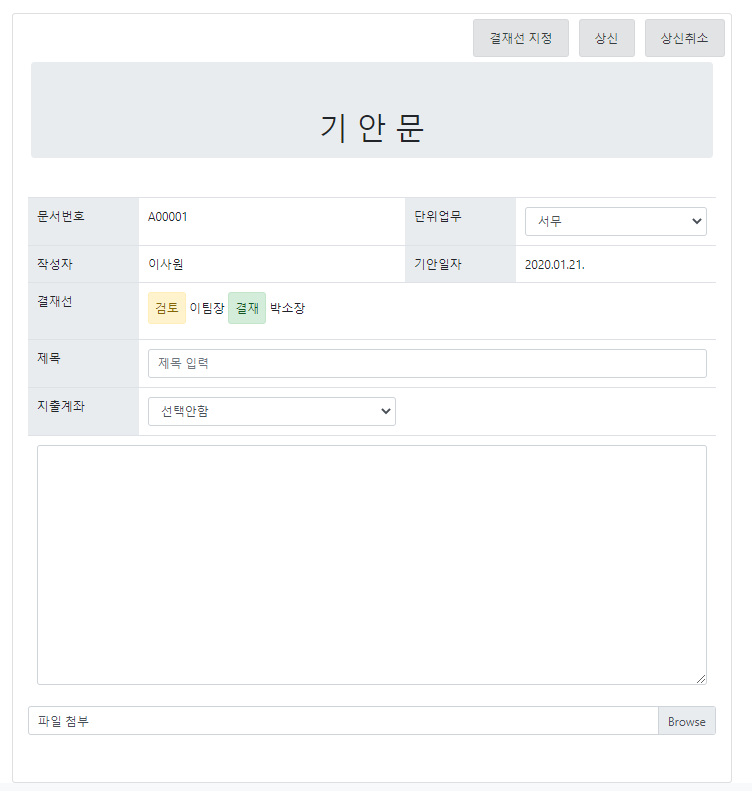 결재선 지정 상신 상신취소
기 안 문
문서번호 A00001 단위업무 서무
작성자 이사원 기안일자 2020.01.21.
결재선 검토 이팀장 결재 박소장
제목 제목 입력
지출계좌 선택안함
파일 첨부 Browse